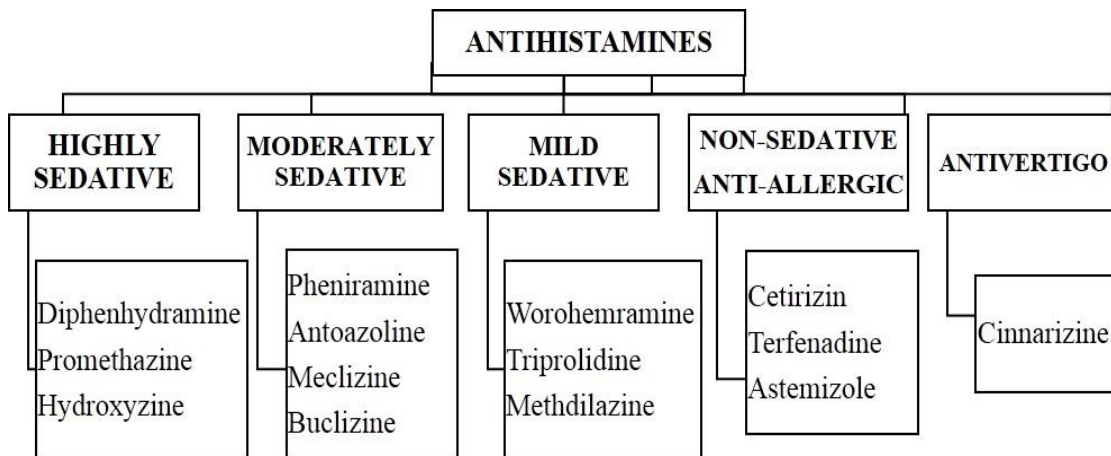 ANTIHISTAMINES
HIGHLY
SEDATIVE
MODERATELY
SEDATIVE
MILD
SEDATIVE
NON-SEDATIVE
ANTI-ALLERGIC
ANTIVERTIGO
Diphenhydramine
Promethazine
Hydroxyzine
Pheniramine
Antoazoline
Meclizine
Buclizine
Worohemramine
Triprolidine
Methdilazine
Cetirizin
Terfenadine
Astemizole
Cinnarizine